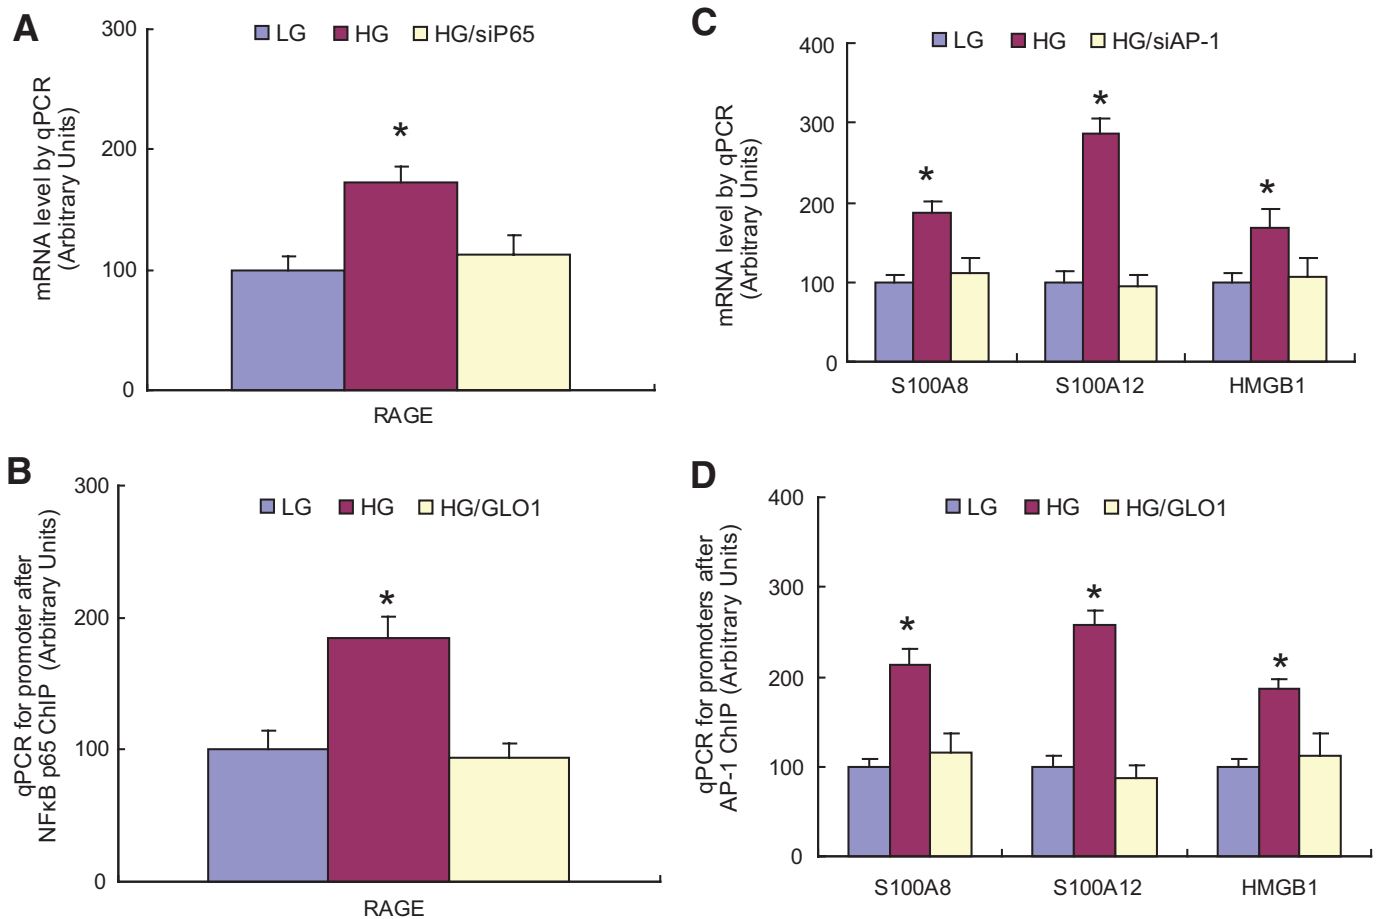 A
300
200
100
0
mRNA level by qPCR
(Arbitrary Units)
LG HG HG/siP65
*
RAGE
B
300
200
100
0
qPCR for promoter after
NFκB p65 ChIP (Arbitrary Units)
LG HG HG/GLO1
*
RAGE
C
400
300
200
100
0
mRNA level by qPCR
(Arbitrary Units)
LG HG HG/siAP-1
* * *
S100A8 S100A12 HMGB1
D
400
300
200
100
0
qPCR for promoters after
AP-1 ChIP (Arbitrary Units)
LG HG HG/GLO1
* * *
S100A8 S100A12 HMGB1